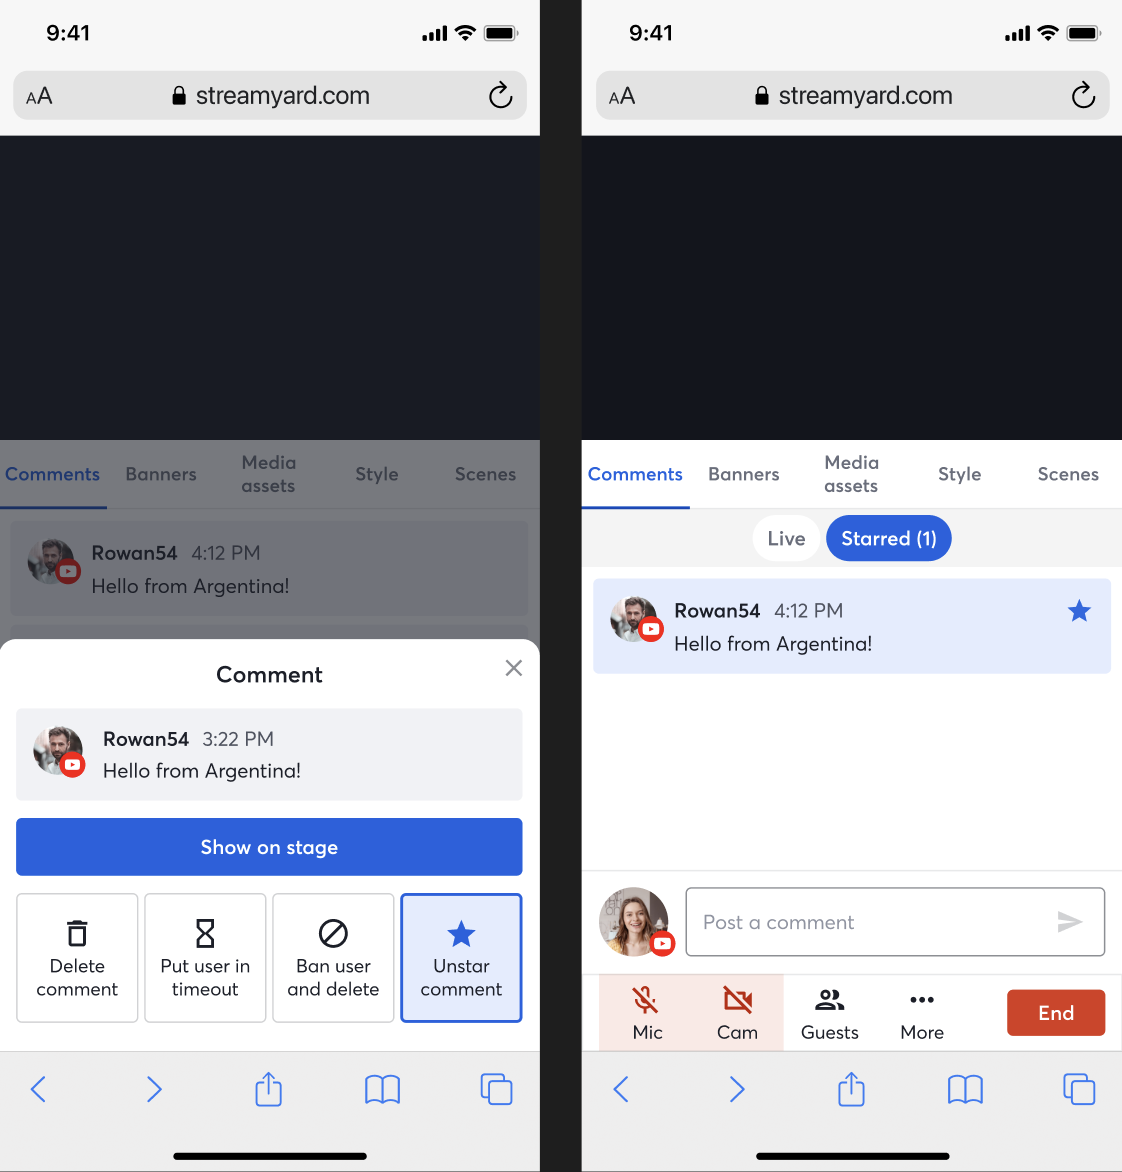 9:41
AA streamyard.com
Comments Banners Media assets Style Scenes
Rowan54 4:12 PM
Hello from Argentina!
Comment
Rowan54 3:22 PM
Hello from Argentina!
Show on stage
Delete comment
Put user in timeout
Ban user and delete
Unstar comment
9:41
AA streamyard.com
Comments Banners Media assets Style Scenes
Live Starred (1)
Rowan54 4:12 PM
Hello from Argentina!
Post a comment
Mic Cam Guests More End